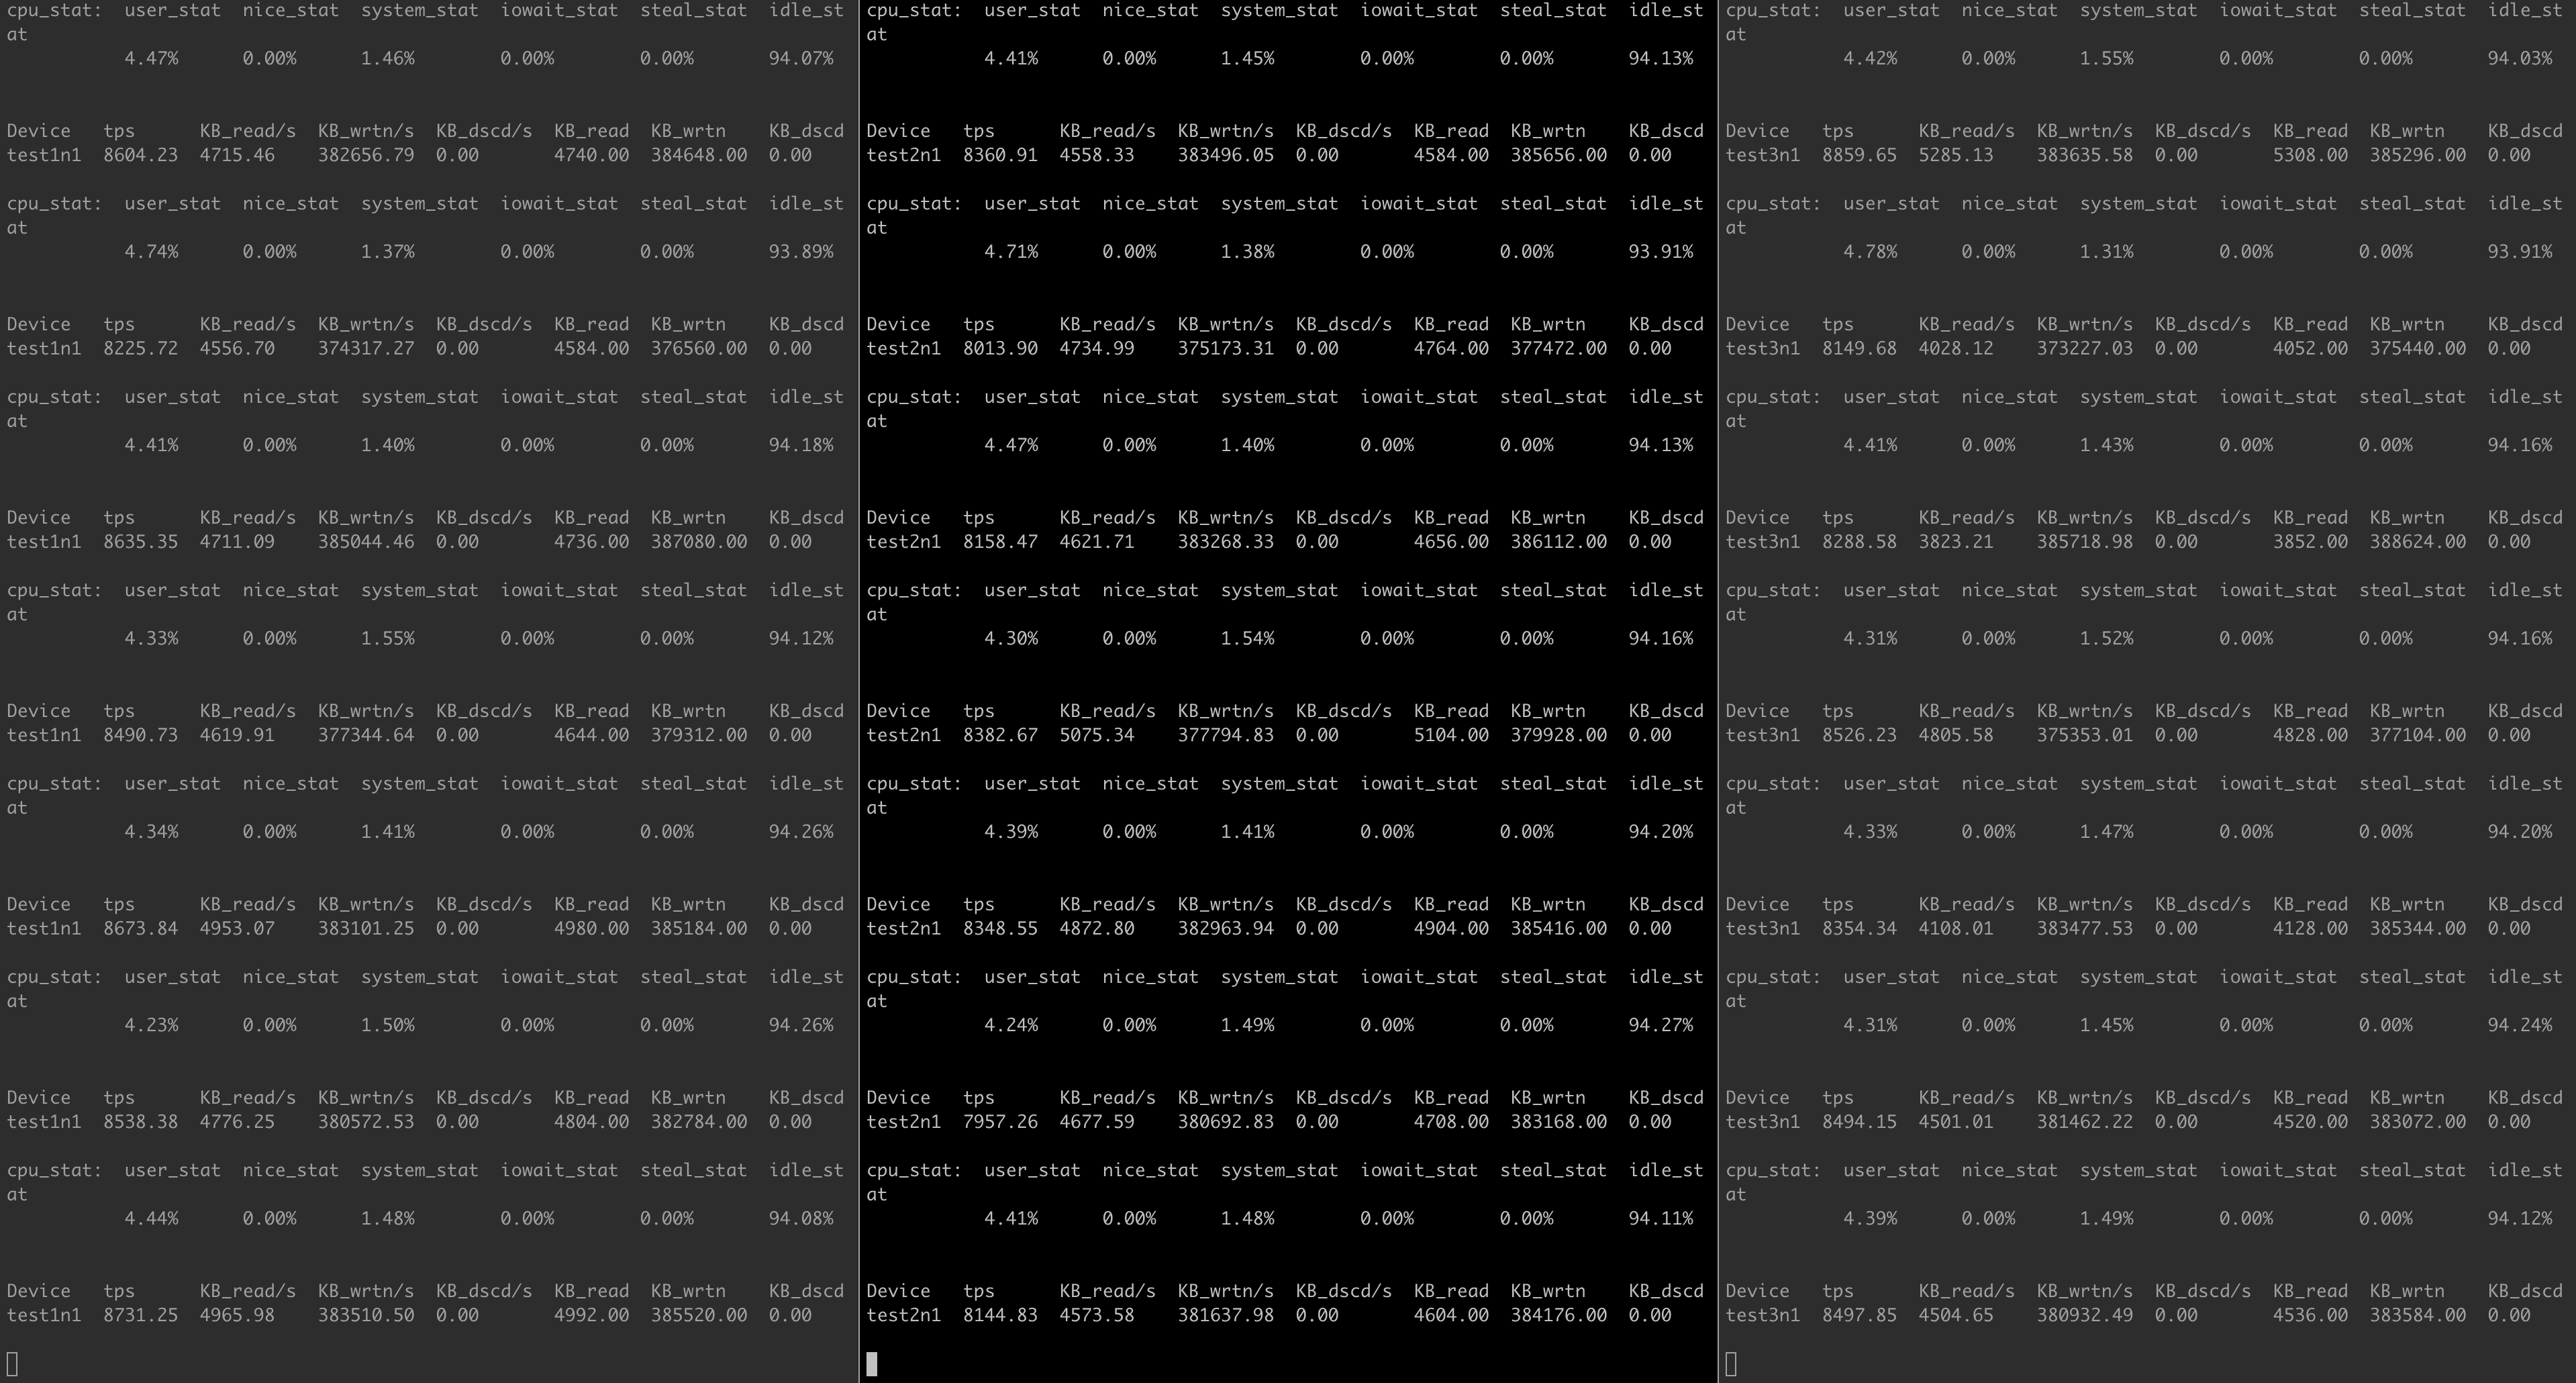 cpu_stat:  user_stat  nice_stat  system_stat  iowait_stat  steal_stat  idle_st
at
4.47%  0.00%  1.46%  0.00%  0.00%  94.07%
Device  tps  KB_read/s  KB_wrtn/s  KB_dscd/s  KB_read  KB_wrtn  KB_dscd
test1n1  8604.23  4715.46  382656.79  0.00  4740.00  384648.00  0.00
cpu_stat:  user_stat  nice_stat  system_stat  iowait_stat  steal_stat  idle_st
at
4.74%  0.00%  1.37%  0.00%  0.00%  93.89%
Device  tps  KB_read/s  KB_wrtn/s  KB_dscd/s  KB_read  KB_wrtn  KB_dscd
test1n1  8225.72  4556.70  374317.27  0.00  4584.00  376560.00  0.00
cpu_stat:  user_stat  nice_stat  system_stat  iowait_stat  steal_stat  idle_st
at
4.41%  0.00%  1.40%  0.00%  0.00%  94.18%
Device  tps  KB_read/s  KB_wrtn/s  KB_dscd/s  KB_read  KB_wrtn  KB_dscd
test1n1  8635.35  4711.09  385044.46  0.00  4736.00  387080.00  0.00
cpu_stat:  user_stat  nice_stat  system_stat  iowait_stat  steal_stat  idle_st
at
4.33%  0.00%  1.55%  0.00%  0.00%  94.12%
Device  tps  KB_read/s  KB_wrtn/s  KB_dscd/s  KB_read  KB_wrtn  KB_dscd
test1n1  8490.73  4619.91  377344.64  0.00  4644.00  379312.00  0.00
cpu_stat:  user_stat  nice_stat  system_stat  iowait_stat  steal_stat  idle_st
at
4.34%  0.00%  1.41%  0.00%  0.00%  94.26%
Device  tps  KB_read/s  KB_wrtn/s  KB_dscd/s  KB_read  KB_wrtn  KB_dscd
test1n1  8673.84  4953.07  383101.25  0.00  4980.00  385184.00  0.00
cpu_stat:  user_stat  nice_stat  system_stat  iowait_stat  steal_stat  idle_st
at
4.23%  0.00%  1.50%  0.00%  0.00%  94.26%
Device  tps  KB_read/s  KB_wrtn/s  KB_dscd/s  KB_read  KB_wrtn  KB_dscd
test1n1  8538.38  4776.25  380572.53  0.00  4804.00  382784.00  0.00
cpu_stat:  user_stat  nice_stat  system_stat  iowait_stat  steal_stat  idle_st
at
4.44%  0.00%  1.48%  0.00%  0.00%  94.08%
Device  tps  KB_read/s  KB_wrtn/s  KB_dscd/s  KB_read  KB_wrtn  KB_dscd
test1n1  8731.25  4965.98  383510.50  0.00  4992.00  385520.00  0.00
cpu_stat:  user_stat  nice_stat  system_stat  iowait_stat  steal_stat  idle_st
at
4.41%  0.00%  1.45%  0.00%  0.00%  94.13%
Device  tps  KB_read/s  KB_wrtn/s  KB_dscd/s  KB_read  KB_wrtn  KB_dscd
test2n1  8360.91  4558.33  383496.05  0.00  4584.00  385656.00  0.00
cpu_stat:  user_stat  nice_stat  system_stat  iowait_stat  steal_stat  idle_st
at
4.71%  0.00%  1.38%  0.00%  0.00%  93.91%
Device  tps  KB_read/s  KB_wrtn/s  KB_dscd/s  KB_read  KB_wrtn  KB_dscd
test2n1  8013.90  4734.99  375173.31  0.00  4764.00  377472.00  0.00
cpu_stat:  user_stat  nice_stat  system_stat  iowait_stat  steal_stat  idle_st
at
4.47%  0.00%  1.40%  0.00%  0.00%  94.13%
Device  tps  KB_read/s  KB_wrtn/s  KB_dscd/s  KB_read  KB_wrtn  KB_dscd
test2n1  8158.47  4621.71  383268.33  0.00  4656.00  386112.00  0.00
cpu_stat:  user_stat  nice_stat  system_stat  iowait_stat  steal_stat  idle_st
at
4.30%  0.00%  1.54%  0.00%  0.00%  94.16%
Device  tps  KB_read/s  KB_wrtn/s  KB_dscd/s  KB_read  KB_wrtn  KB_dscd
test2n1  8382.67  5075.34  377794.83  0.00  5104.00  379928.00  0.00
cpu_stat:  user_stat  nice_stat  system_stat  iowait_stat  steal_stat  idle_st
at
4.39%  0.00%  1.41%  0.00%  0.00%  94.20%
Device  tps  KB_read/s  KB_wrtn/s  KB_dscd/s  KB_read  KB_wrtn  KB_dscd
test2n1  8348.55  4872.80  382963.94  0.00  4904.00  385416.00  0.00
cpu_stat:  user_stat  nice_stat  system_stat  iowait_stat  steal_stat  idle_st
at
4.24%  0.00%  1.49%  0.00%  0.00%  94.27%
Device  tps  KB_read/s  KB_wrtn/s  KB_dscd/s  KB_read  KB_wrtn  KB_dscd
test2n1  7957.26  4677.59  380692.83  0.00  4708.00  383168.00  0.00
cpu_stat:  user_stat  nice_stat  system_stat  iowait_stat  steal_stat  idle_st
at
4.41%  0.00%  1.48%  0.00%  0.00%  94.11%
Device  tps  KB_read/s  KB_wrtn/s  KB_dscd/s  KB_read  KB_wrtn  KB_dscd
test2n1  8144.83  4573.58  381637.98  0.00  4604.00  384176.00  0.00
cpu_stat:  user_stat  nice_stat  system_stat  iowait_stat  steal_stat  idle_st
at
4.42%  0.00%  1.55%  0.00%  0.00%  94.03%
Device  tps  KB_read/s  KB_wrtn/s  KB_dscd/s  KB_read  KB_wrtn  KB_dscd
test3n1  8859.65  5285.13  383635.58  0.00  5308.00  385296.00  0.00
cpu_stat:  user_stat  nice_stat  system_stat  iowait_stat  steal_stat  idle_st
at
4.78%  0.00%  1.31%  0.00%  0.00%  93.91%
Device  tps  KB_read/s  KB_wrtn/s  KB_dscd/s  KB_read  KB_wrtn  KB_dscd
test3n1  8149.68  4028.12  373227.03  0.00  4052.00  375440.00  0.00
cpu_stat:  user_stat  nice_stat  system_stat  iowait_stat  steal_stat  idle_st
at
4.41%  0.00%  1.43%  0.00%  0.00%  94.16%
Device  tps  KB_read/s  KB_wrtn/s  KB_dscd/s  KB_read  KB_wrtn  KB_dscd
test3n1  8288.58  3823.21  385718.98  0.00  3852.00  388624.00  0.00
cpu_stat:  user_stat  nice_stat  system_stat  iowait_stat  steal_stat  idle_st
at
4.31%  0.00%  1.52%  0.00%  0.00%  94.16%
Device  tps  KB_read/s  KB_wrtn/s  KB_dscd/s  KB_read  KB_wrtn  KB_dscd
test3n1  8526.23  4805.58  375353.01  0.00  4828.00  377104.00  0.00
cpu_stat:  user_stat  nice_stat  system_stat  iowait_stat  steal_stat  idle_st
at
4.33%  0.00%  1.47%  0.00%  0.00%  94.20%
Device  tps  KB_read/s  KB_wrtn/s  KB_dscd/s  KB_read  KB_wrtn  KB_dscd
test3n1  8354.34  4108.01  383477.53  0.00  4128.00  385344.00  0.00
cpu_stat:  user_stat  nice_stat  system_stat  iowait_stat  steal_stat  idle_st
at
4.31%  0.00%  1.45%  0.00%  0.00%  94.24%
Device  tps  KB_read/s  KB_wrtn/s  KB_dscd/s  KB_read  KB_wrtn  KB_dscd
test3n1  8494.15  4501.01  381462.22  0.00  4520.00  383072.00  0.00
cpu_stat:  user_stat  nice_stat  system_stat  iowait_stat  steal_stat  idle_st
at
4.39%  0.00%  1.49%  0.00%  0.00%  94.12%
Device  tps  KB_read/s  KB_wrtn/s  KB_dscd/s  KB_read  KB_wrtn  KB_dscd
test3n1  8497.85  4504.65  380932.49  0.00  4536.00  383584.00  0.00